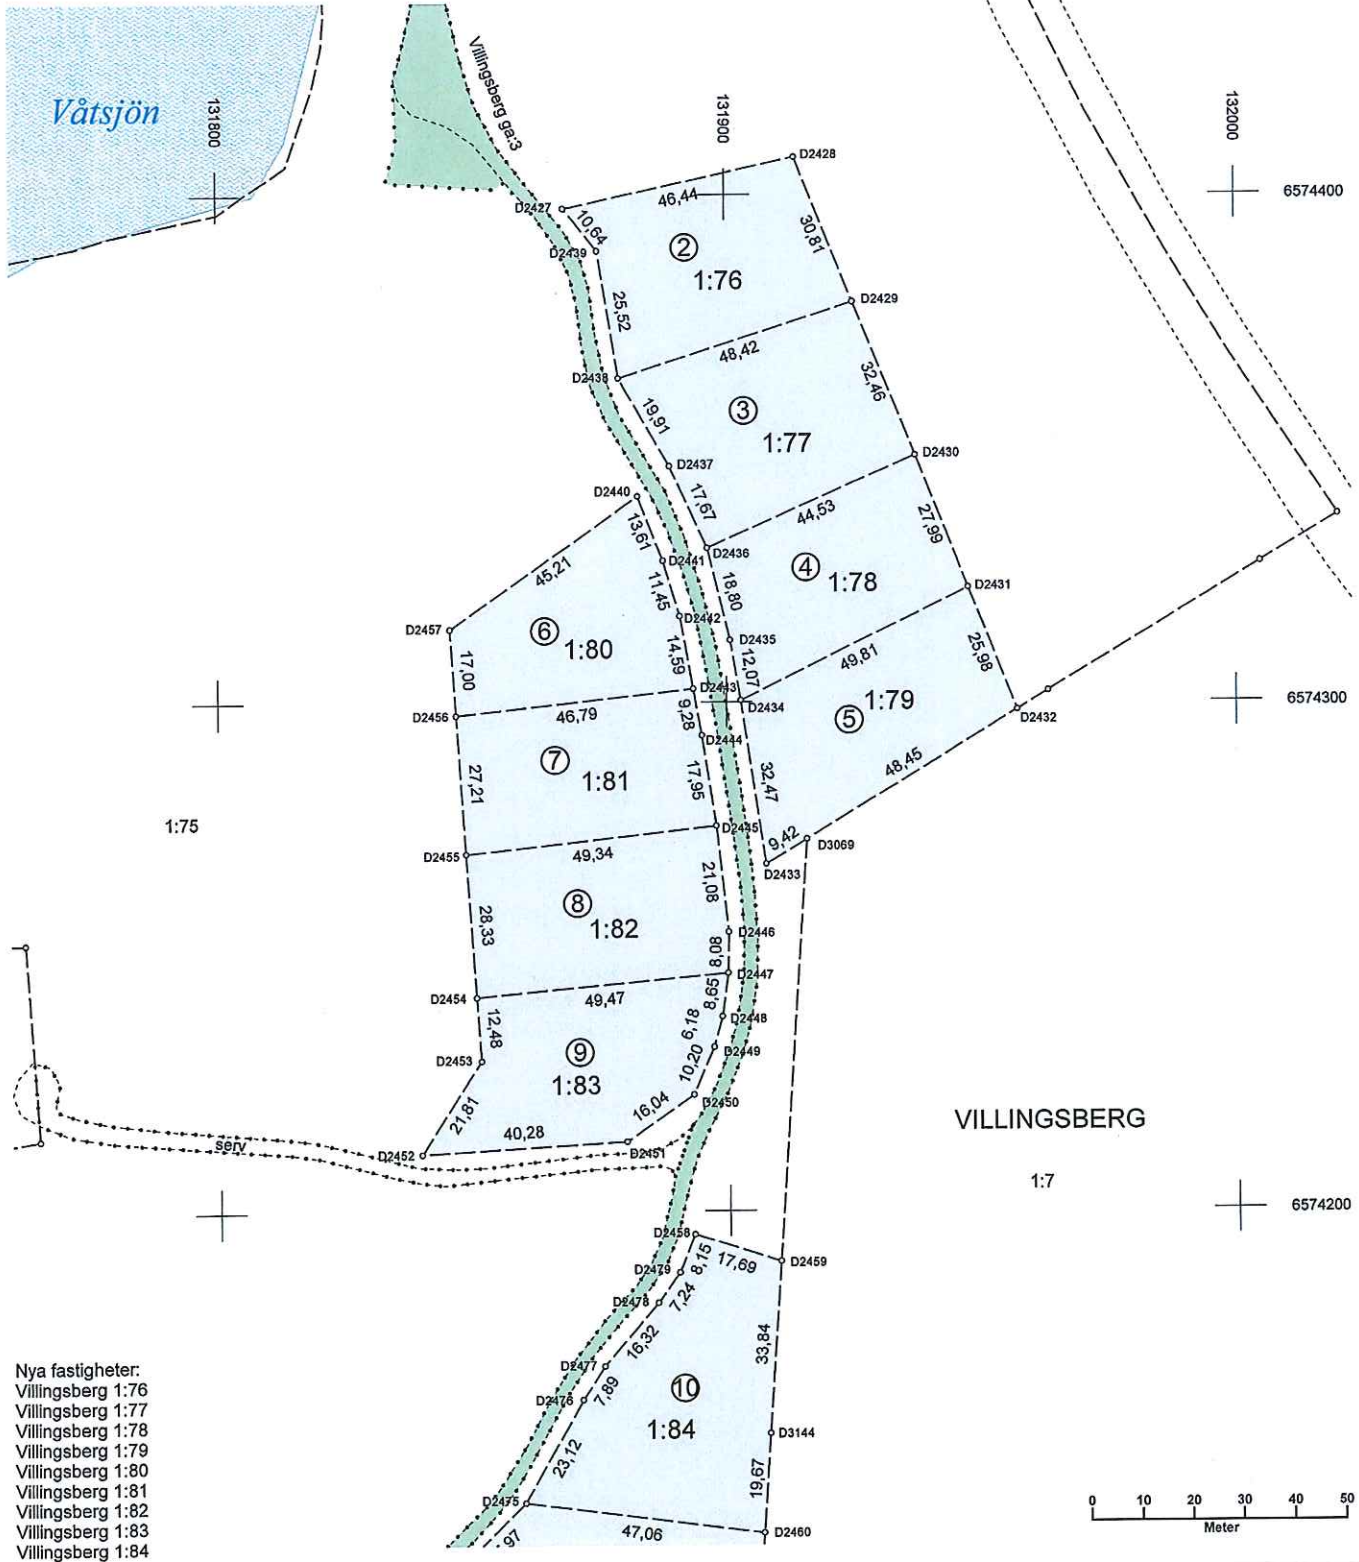 Våtsjön
131800
Villingsberg ga:3
131900
132000
6574400
D2428
D2427
46,44
10,64
30,81
D2439
②
1:76
25,52
D2429
48,42
D2438
32,46
19,91
③
1:77
D2437
D2430
D2440
17,67
44,53
27,99
13,61
D2436
D2441
45,21
④
1:78
18,80
D2431
11,45
D2442
D2457
⑥
1:80
D2435
49,81
25,98
17,00
14,59
12,07
D2443
1:79
6574300
D2434
D2432
D2456
46,79
9,28
⑤
D2444
⑦
1:81
48,45
27,21
17,95
32,47
1:75
D2445
9,42
D3069
D2455
49,34
D2433
21,08
⑧
1:82
28,33
D2446
8,08
D2447
D2454
49,47
8,65
D2448
6,18
12,48
⑨
D2449
D2453
1:83
10,20
D2450
16,04
VILLINGSBERG
21,81
40,28
serv
D2452
D2451
1:7
6574200
D2458
17,69
D2459
8,15
D2479
7,24
D2478
16,32
33,84
D2477
7,89
⑩
D2476
1:84
D3144
23,12
19,67
D2475
97
47,06
D2460
Nya fastigheter:
Villingsberg 1:76
Villingsberg 1:77
Villingsberg 1:78
Villingsberg 1:79
Villingsberg 1:80
Villingsberg 1:81
Villingsberg 1:82
Villingsberg 1:83
Villingsberg 1:84
0 10 20 30 40 50
Meter